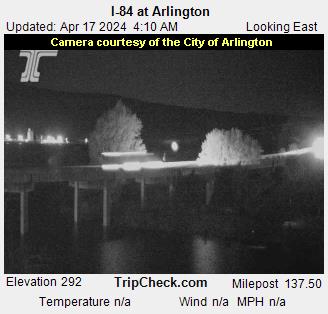 I-84 at Arlington
Updated: Apr 17 2024 4:10 AM Looking East
Camera courtesy of the City of Arlington
Elevation 292 TripCheck.com Milepost 137.50
Temperature n/a Wind n/a MPH n/a